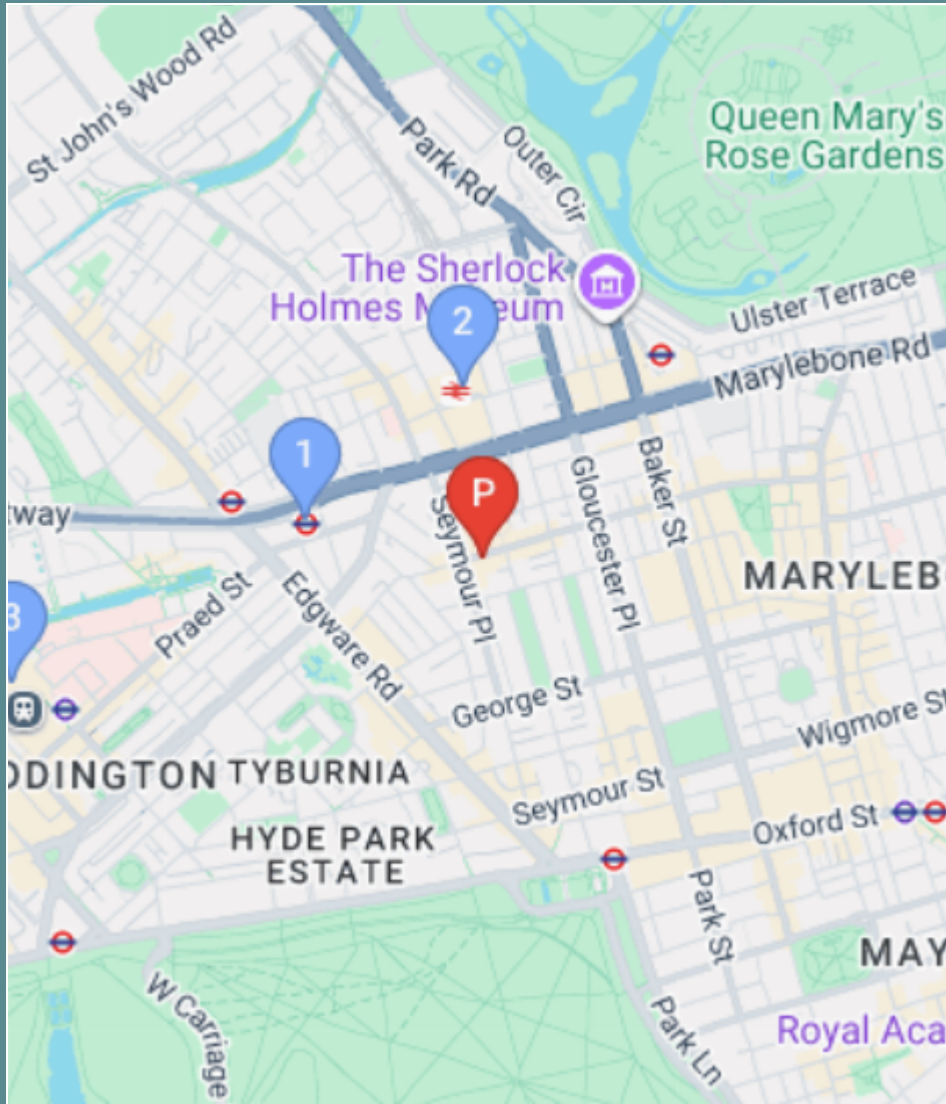 St John's Wood Rd
Park Rd
Outer Cir
Queen Mary's
Rose Gardens
The Sherlock
Holmes M eum
2
Ulster Terrace
Marylebone Rd
1
P
tway
Seymour Pl
Gloucester Pl
Baker St
MARYLEB
3
Praed St
Edgware Rd
George St
Wigmore St
DDINGTON
TYBURNIA
Seymour St
Oxford St
HYDE PARK
ESTATE
Park St
MAY
W Carriage
Park Ln
Royal Aca